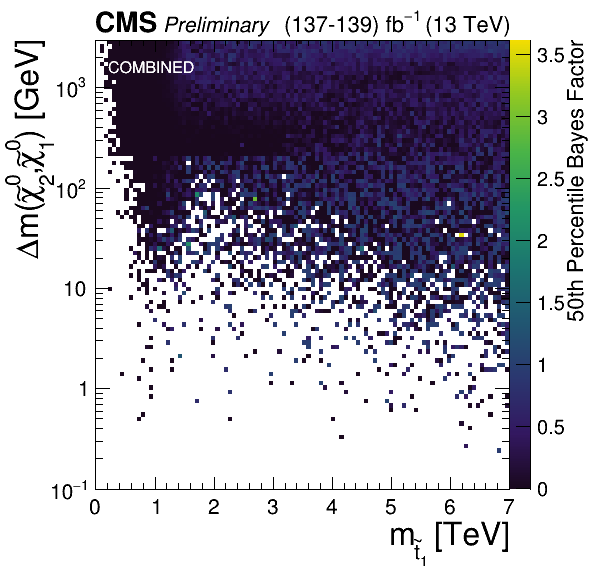 CMS Preliminary (137-139) fb⁻¹ (13 TeV)
COMBINED
Δm(χ̃⁰₂,χ̃⁰₁) [GeV]
10³
10²
10
1
10⁻¹
0 1 2 3 4 5 6 7
m_t̃₁ [TeV]
3.5
3
2.5
2
1.5
1
0.5
0
50th Percentile Bayes Factor